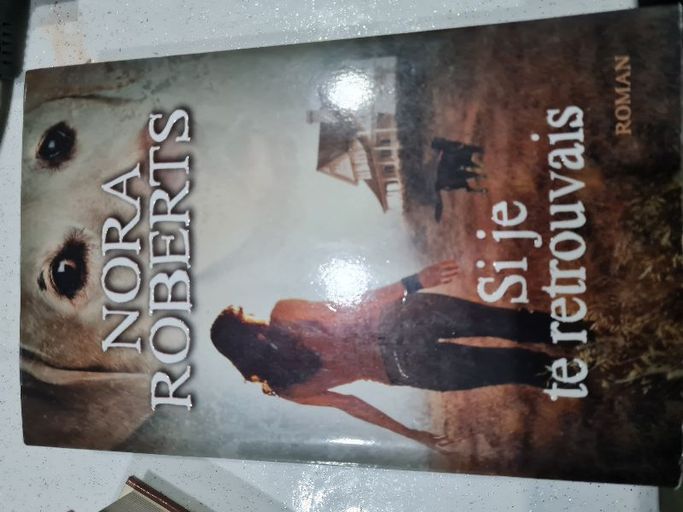 NORA
ROBERTS
Si je
te retrouvais
ROMAN